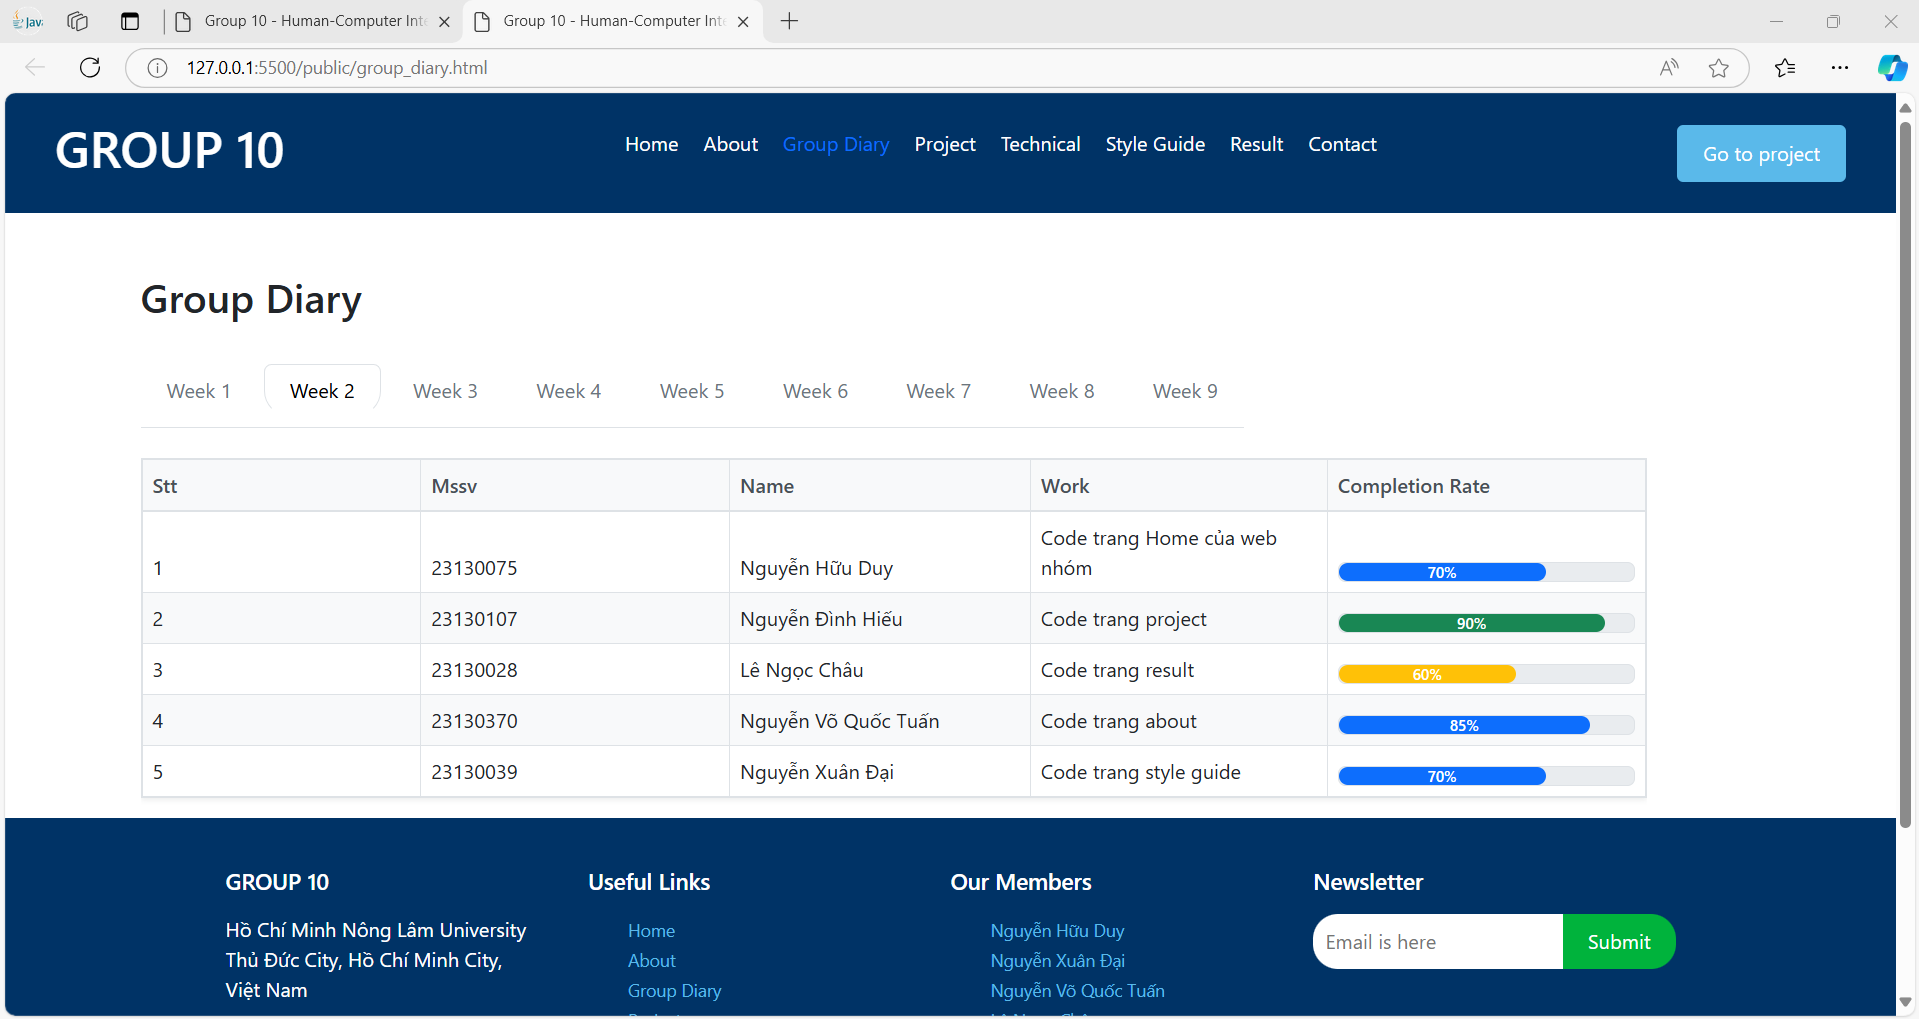 Java
Group 10 - Human-Computer Inte
Group 10 - Human-Computer Inte
127.0.0.1:5500/public/group_diary.html
GROUP 10
Home About Group Diary Project Technical Style Guide Result Contact
Go to project
Group Diary
Week 1 Week 2 Week 3 Week 4 Week 5 Week 6 Week 7 Week 8 Week 9
Stt Mssv Name Work Completion Rate
1 23130075 Nguyễn Hữu Duy Code trang Home của web
nhóm 70%
2 23130107 Nguyễn Đình Hiếu Code trang project 90%
3 23130028 Lê Ngọc Châu Code trang result 60%
4 23130370 Nguyễn Võ Quốc Tuấn Code trang about 85%
5 23130039 Nguyễn Xuân Đại Code trang style guide 70%
GROUP 10
Hồ Chí Minh Nông Lâm University
Thủ Đức City, Hồ Chí Minh City,
Việt Nam
Useful Links
Home
About
Group Diary
Our Members
Nguyễn Hữu Duy
Nguyễn Xuân Đại
Nguyễn Võ Quốc Tuấn
Newsletter
Email is here
Submit